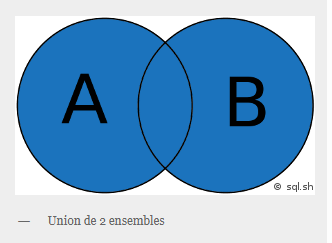 A B
© sql.sh
— Union de 2 ensembles